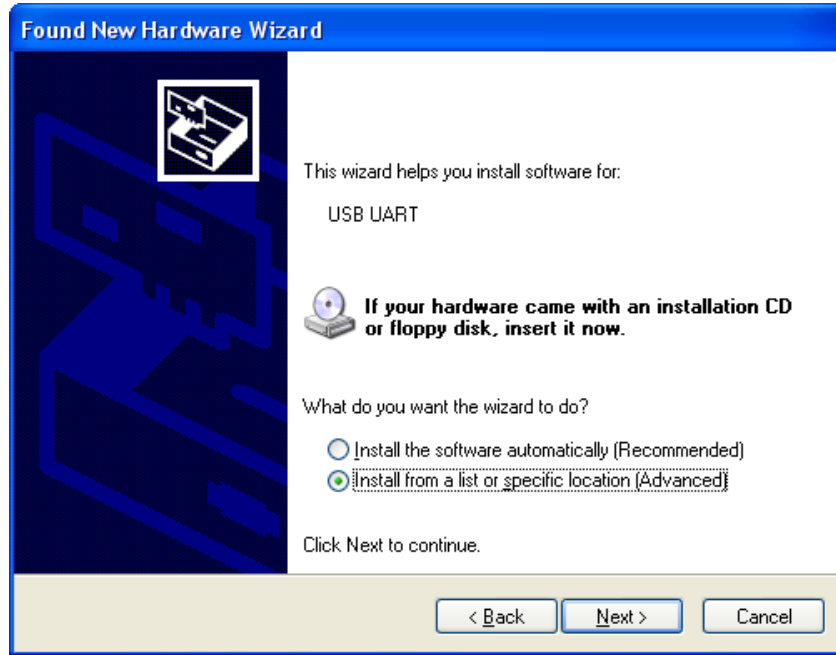 Found New Hardware Wizard
This wizard helps you install software for:
USB UART
If your hardware came with an installation CD
or floppy disk, insert it now.
What do you want the wizard to do?
Install the software automatically (Recommended)
Install from a list or specific location (Advanced)
Click Next to continue.
< Back Next > Cancel